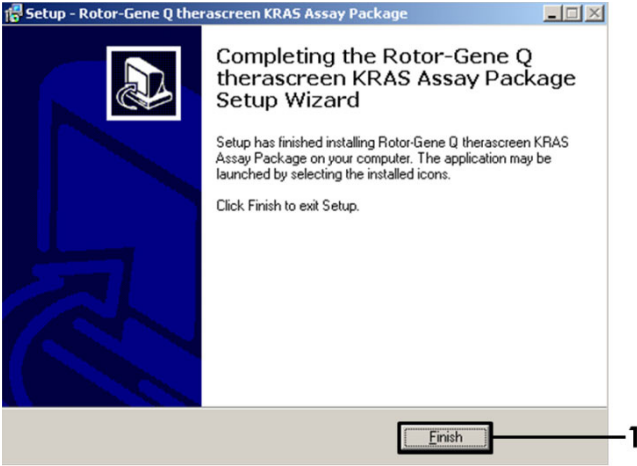 Setup - Rotor-Gene Q therascreen KRAS Assay Package
Completing the Rotor-Gene Q
therascreen KRAS Assay Package
Setup Wizard
Setup has finished installing Rotor-Gene Q therascreen KRAS
Assay Package on your computer. The application may be
launched by selecting the installed icons.
Click Finish to exit Setup.
Finish
1